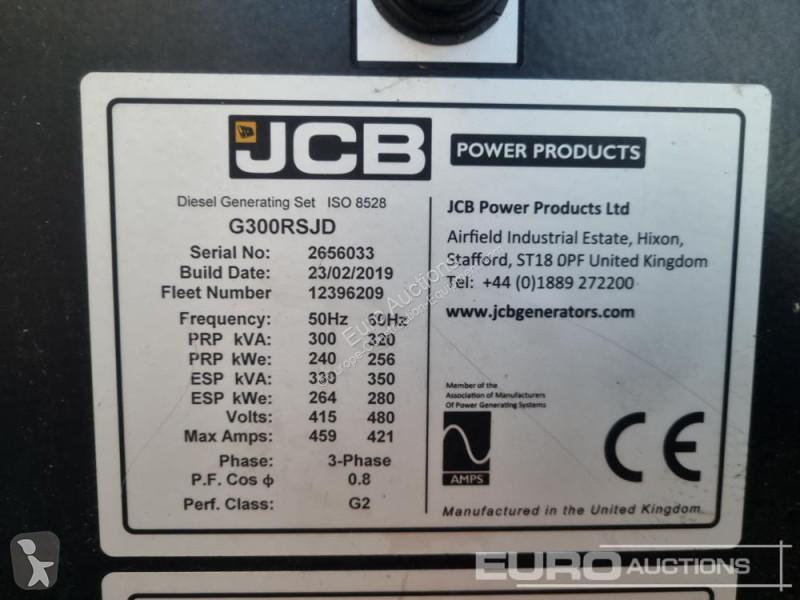 JCB
POWER PRODUCTS
Diesel Generating Set ISO 8528
G300RSJD
Serial No: 2656033
Build Date: 23/02/2019
Fleet Number 12396209
Frequency: 50Hz 60Hz
PRP kVA: 300 320
PRP kWe: 240 256
ESP kVA: 330 350
ESP kWe: 264 280
Volts: 415 480
Max Amps: 459 421
Phase: 3-Phase
P.F. Cos ϕ 0.8
Perf. Class: G2
JCB Power Products Ltd
Airfield Industrial Estate, Hixon,
Stafford, ST18 0PF United Kingdom
Tel: +44 (0)1889 272200
www.jcbgenerators.com
Member of the
Association of Manufacturers
Of Power Generating Systems
AMPS
CE
Manufactured in the United Kingdom.
EURO AUCTIONS